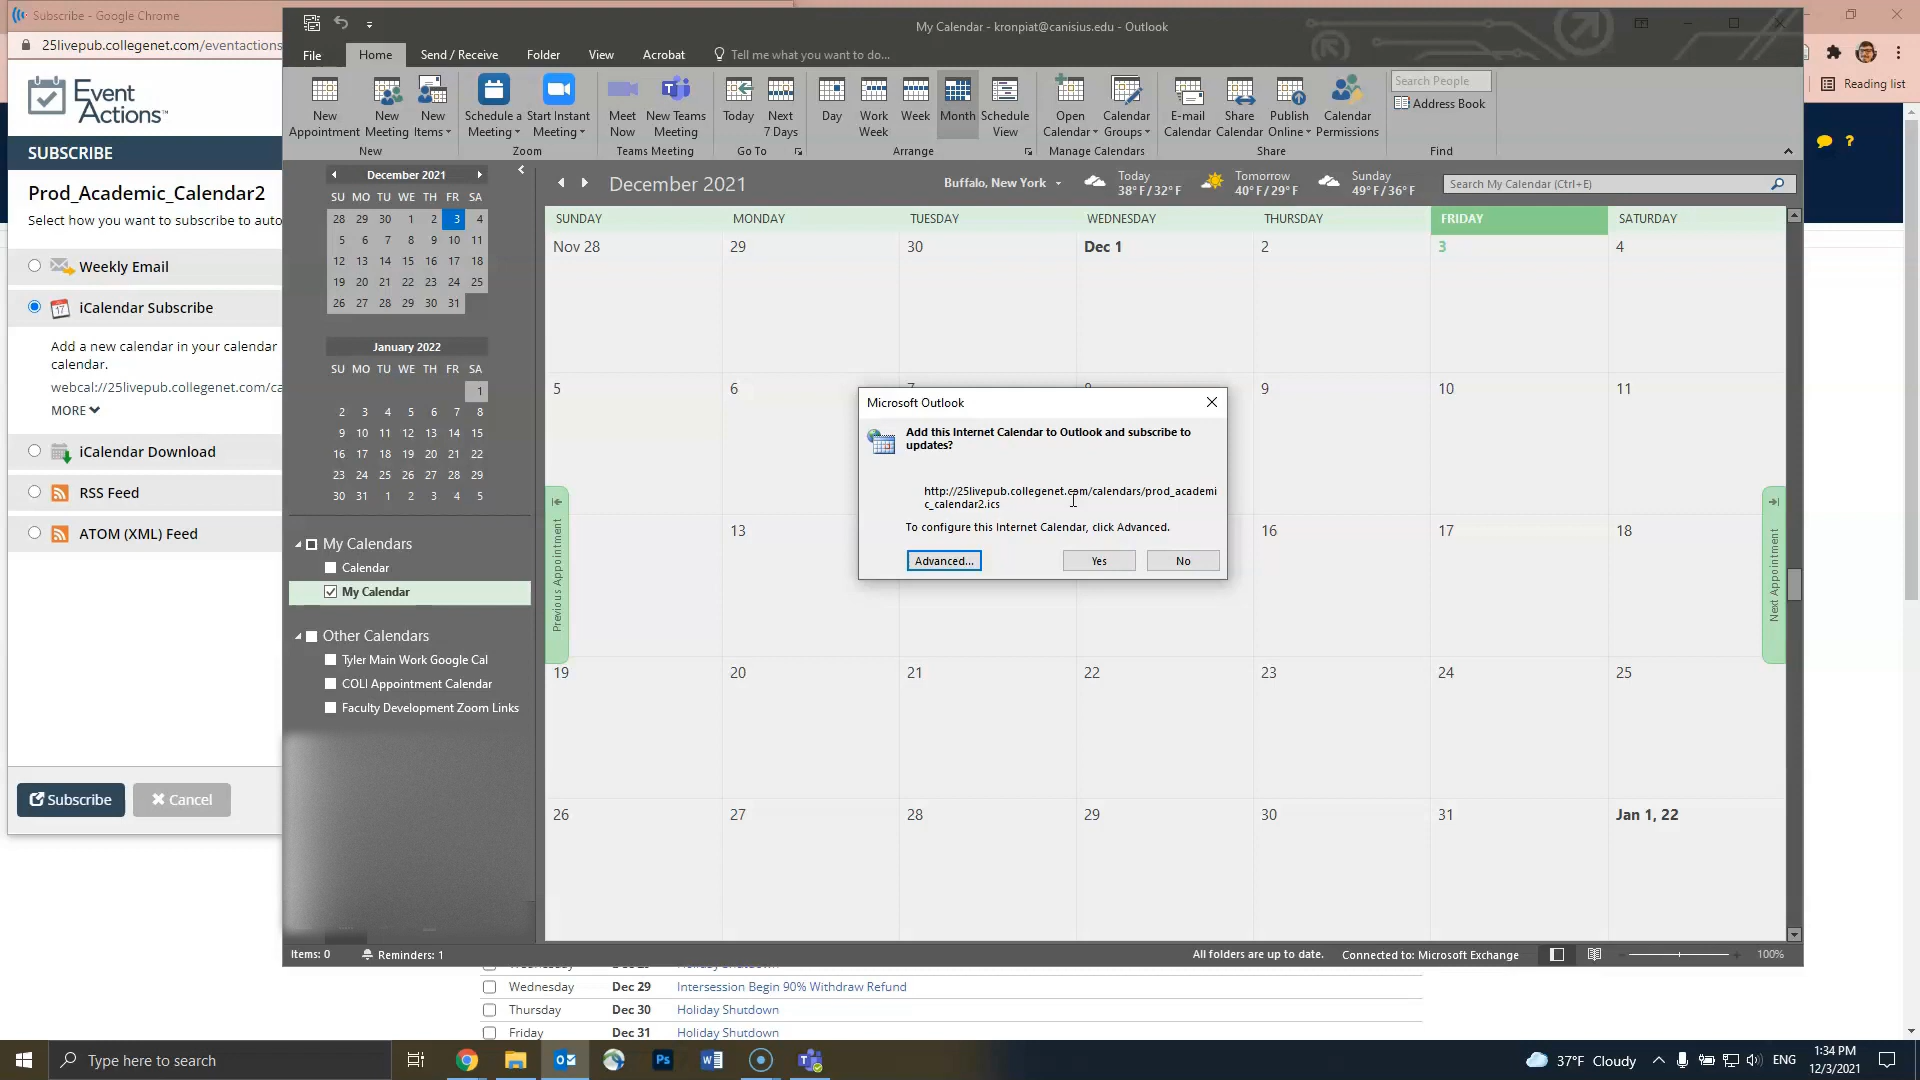 Subscribe - Google Chrome
25livepub.collegenet.com/eventactions
Event
Actions™
SUBSCRIBE
Prod_Academic_Calendar2
Select how you want to subscribe to auto
Weekly Email
iCalendar Subscribe
Add a new calendar in your calendar
calendar.
webcal://25livepub.collegenet.com/ca
MORE
iCalendar Download
RSS Feed
ATOM (XML) Feed
Subscribe
Cancel
My Calendar - kronpiat@canisius.edu - Outlook
File Home Send / Receive Folder View Acrobat Tell me what you want to do...
New Appointment
New Meeting
New Items
New
Schedule a Meeting
Start Instant Meeting
Zoom
Meet Now
New Teams Meeting
Teams Meeting
Today
Next 7 Days
Go To
Day
Work Week
Week
Month
Schedule View
Arrange
Open Calendar
Calendar Groups
Manage Calendars
E-mail Calendar
Share Calendar
Publish Online
Calendar Permissions
Share
Search People
Address Book
Find
Reading list
December 2021
SU MO TU WE TH FR SA
28 29 30 1 2 3 4
5 6 7 8 9 10 11
12 13 14 15 16 17 18
19 20 21 22 23 24 25
26 27 28 29 30 31
January 2022
SU MO TU WE TH FR SA
1
2 3 4 5 6 7 8
9 10 11 12 13 14 15
16 17 18 19 20 21 22
23 24 25 26 27 28 29
30 31 1 2 3 4 5
My Calendars
Calendar
My Calendar
Other Calendars
Tyler Main Work Google Cal
COLI Appointment Calendar
Faculty Development Zoom Links
December 2021
Buffalo, New York
Today
38°F/32°F
Tomorrow
40°F/29°F
Sunday
49°F/36°F
Search My Calendar (Ctrl+E)
SUNDAY MONDAY TUESDAY WEDNESDAY THURSDAY FRIDAY SATURDAY
Nov 28 29 30 Dec 1 2 3 4
5 6 9 10 11
13 16 17 18
19 20 21 22 23 24 25
26 27 28 29 30 31 Jan 1, 22
Previous Appointment
Next Appointment
Microsoft Outlook
Add this Internet Calendar to Outlook and subscribe to
updates?
http://25livepub.collegenet.com/calendars/prod_academi
c_calendar2.ics
To configure this Internet Calendar, click Advanced.
Advanced... Yes No
Items: 0 Reminders: 1
All folders are up to date. Connected to: Microsoft Exchange 100%
Holiday Shutdown
Wednesday Dec 29 Intersession Begin 90% Withdraw Refund
Thursday Dec 30 Holiday Shutdown
Friday Dec 31 Holiday Shutdown
Type here to search
37°F Cloudy
ENG
1:34 PM
12/3/2021